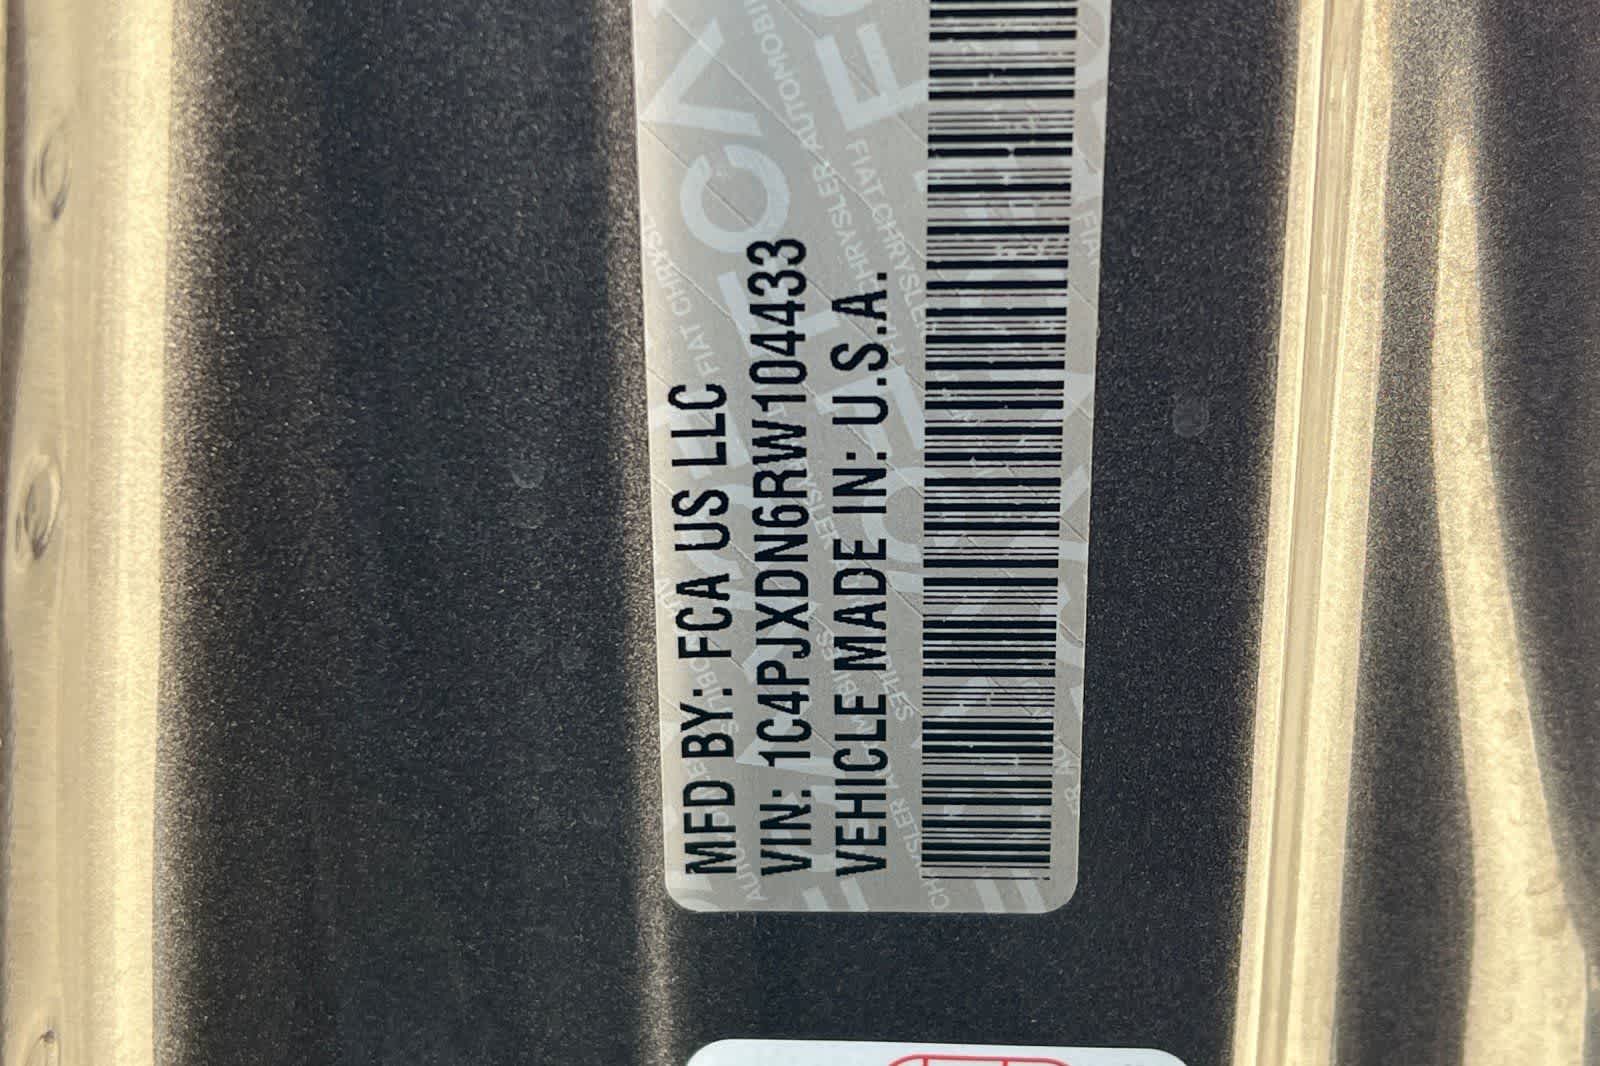 MFD BY: FCA US LLC
VIN: 1C4PJXDN6RW104433
VEHICLE MADE IN: U.S.A.